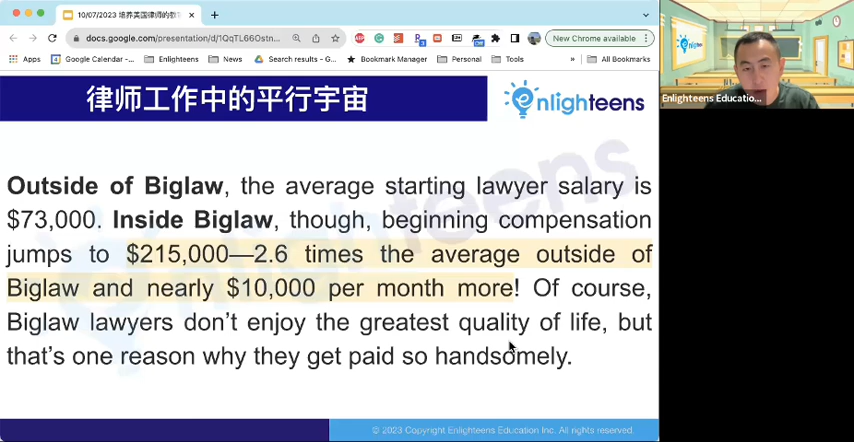 10/07/2023 培养美国律师的教
docs.google.com/presentation/d/1QqTL66Ostn...
New Chrome available
Apps
Google Calendar -...
Enlighteens
News
Search results - G...
Bookmark Manager
Personal
Tools
»
All Bookmarks
律师工作中的平行宇宙
enlighteens
Outside of Biglaw, the average starting lawyer salary is
$73,000. Inside Biglaw, though, beginning compensation
jumps to $215,000—2.6 times the average outside of
Biglaw and nearly $10,000 per month more! Of course,
Biglaw lawyers don't enjoy the greatest quality of life, but
that's one reason why they get paid so handsomely.
© 2023 Copyright Enlighteens Education Inc. All rights reserved.
Enlighteens Educatio...